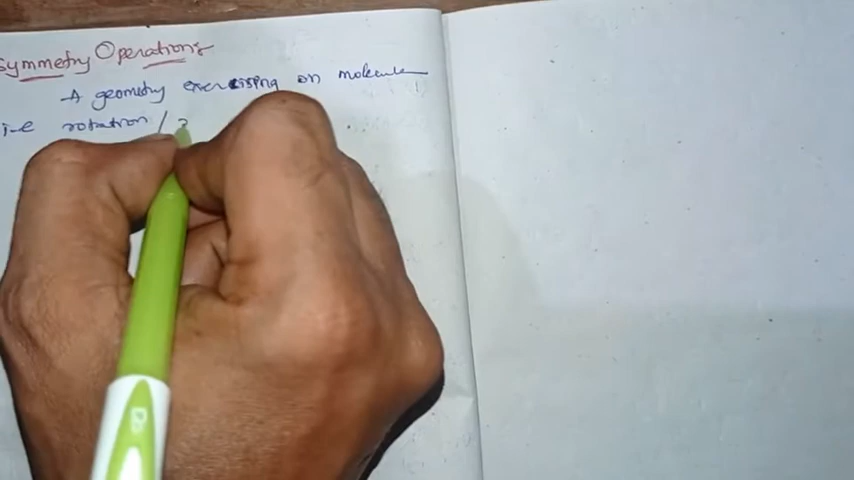 Symmetry Operations
A geometry exercising on molecule
i-e rotation /